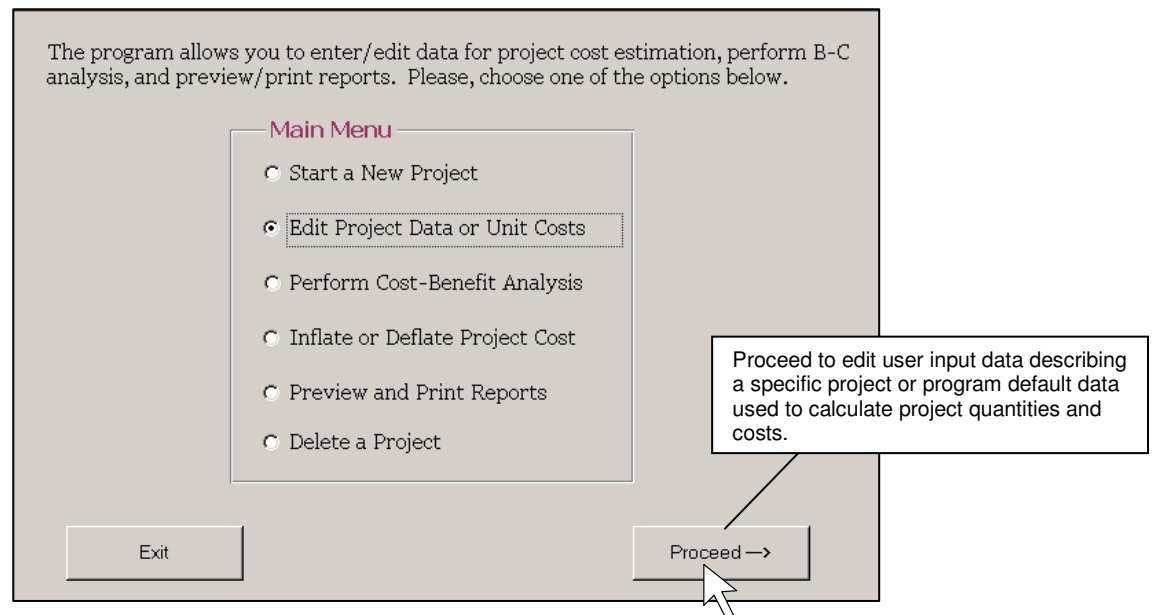 The program allows you to enter/edit data for project cost estimation, perform B-C
analysis, and preview/print reports.  Please, choose one of the options below.
Main Menu
Start a New Project
Edit Project Data or Unit Costs
Perform Cost-Benefit Analysis
Inflate or Deflate Project Cost
Preview and Print Reports
Delete a Project
Proceed to edit user input data describing
a specific project or program default data
used to calculate project quantities and
costs.
Exit
Proceed —>